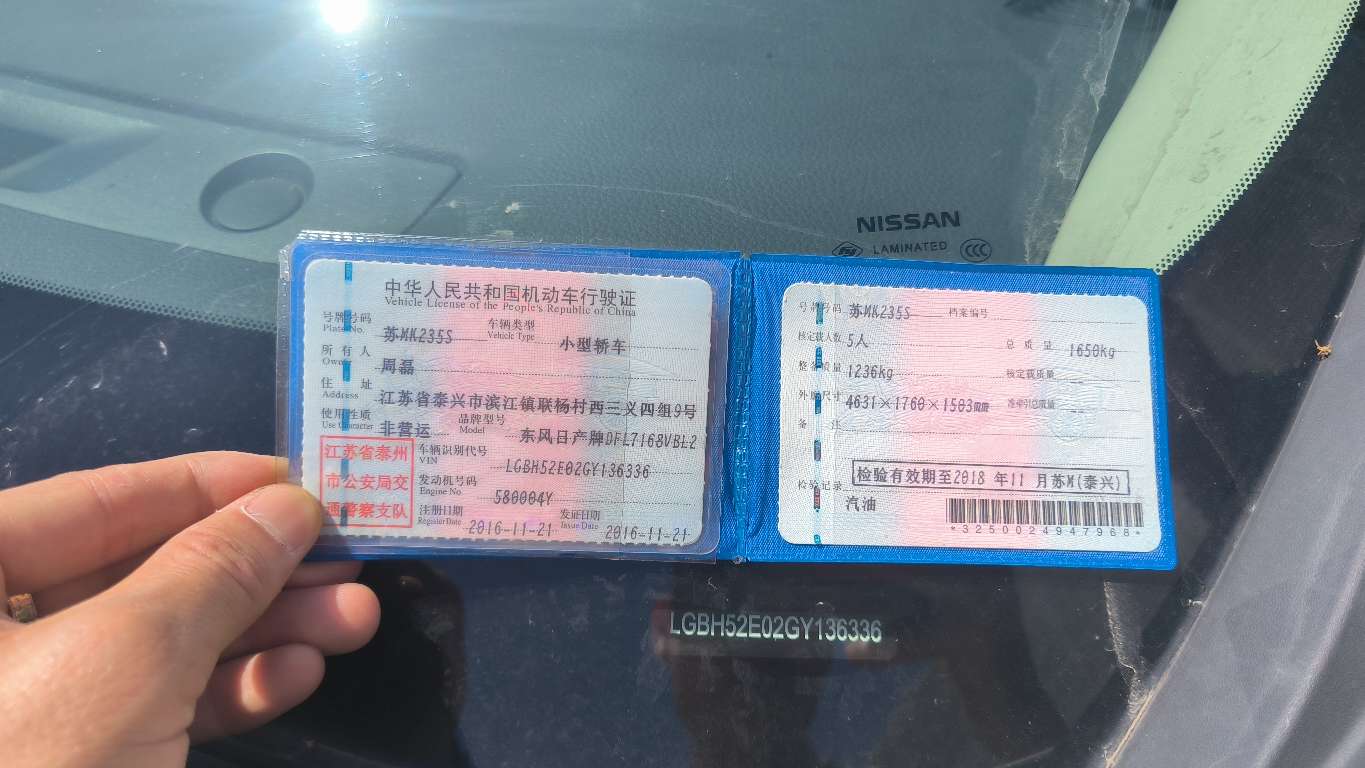 NISSAN
LAMINATED
中华人民共和国机动车行驶证
Vehicle License of the People's Republic of China
号牌号码 苏MK235S 车辆类型 小型轿车
Plate No. Vehicle Type
所有人 周磊
Owner
住址 江苏省泰兴市滨江镇联杨村西三义四组9号
Address
使用性质 非营运 品牌型号 东风日产牌DFL7168VBL2
Use Character Model
江苏省泰州
市公安局交
通警察支队
车辆识别代号 LGBH52E02GY136336
VIN
发动机号码 580004Y
Engine No.
注册日期 2016-11-21 发证日期 2016-11-21
Register Date Issue Date
号牌号码 苏MK235S 档案编号
核定载人数 5人 总质量 1650kg
整备质量 1236kg 核定载质量 --
外廓尺寸 4631×1760×1503mm 准牵引总质量 --
备注
检验有效期至2018 年11 月苏M(泰兴)
检验记录
汽油
*3250024947968*
LGBH52E02GY136336